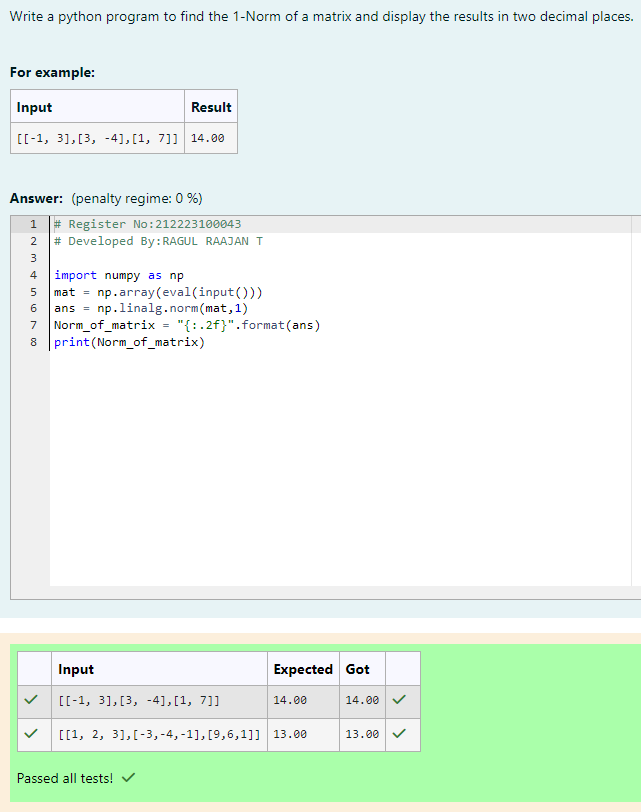 Write a python program to find the 1-Norm of a matrix and display the results in two decimal places.
For example:
Input Result
[[-1, 3],[3, -4],[1, 7]] 14.00
Answer: (penalty regime: 0 %)
1 # Register No:212223100043
2 # Developed By:RAGUL RAAJAN T
3
4 import numpy as np
5 mat = np.array(eval(input()))
6 ans = np.linalg.norm(mat,1)
7 Norm_of_matrix = "{:.2f}".format(ans)
8 print(Norm_of_matrix)
Input Expected Got
[[-1, 3],[3, -4],[1, 7]] 14.00 14.00
[[1, 2, 3],[-3,-4,-1],[9,6,1]] 13.00 13.00
Passed all tests!